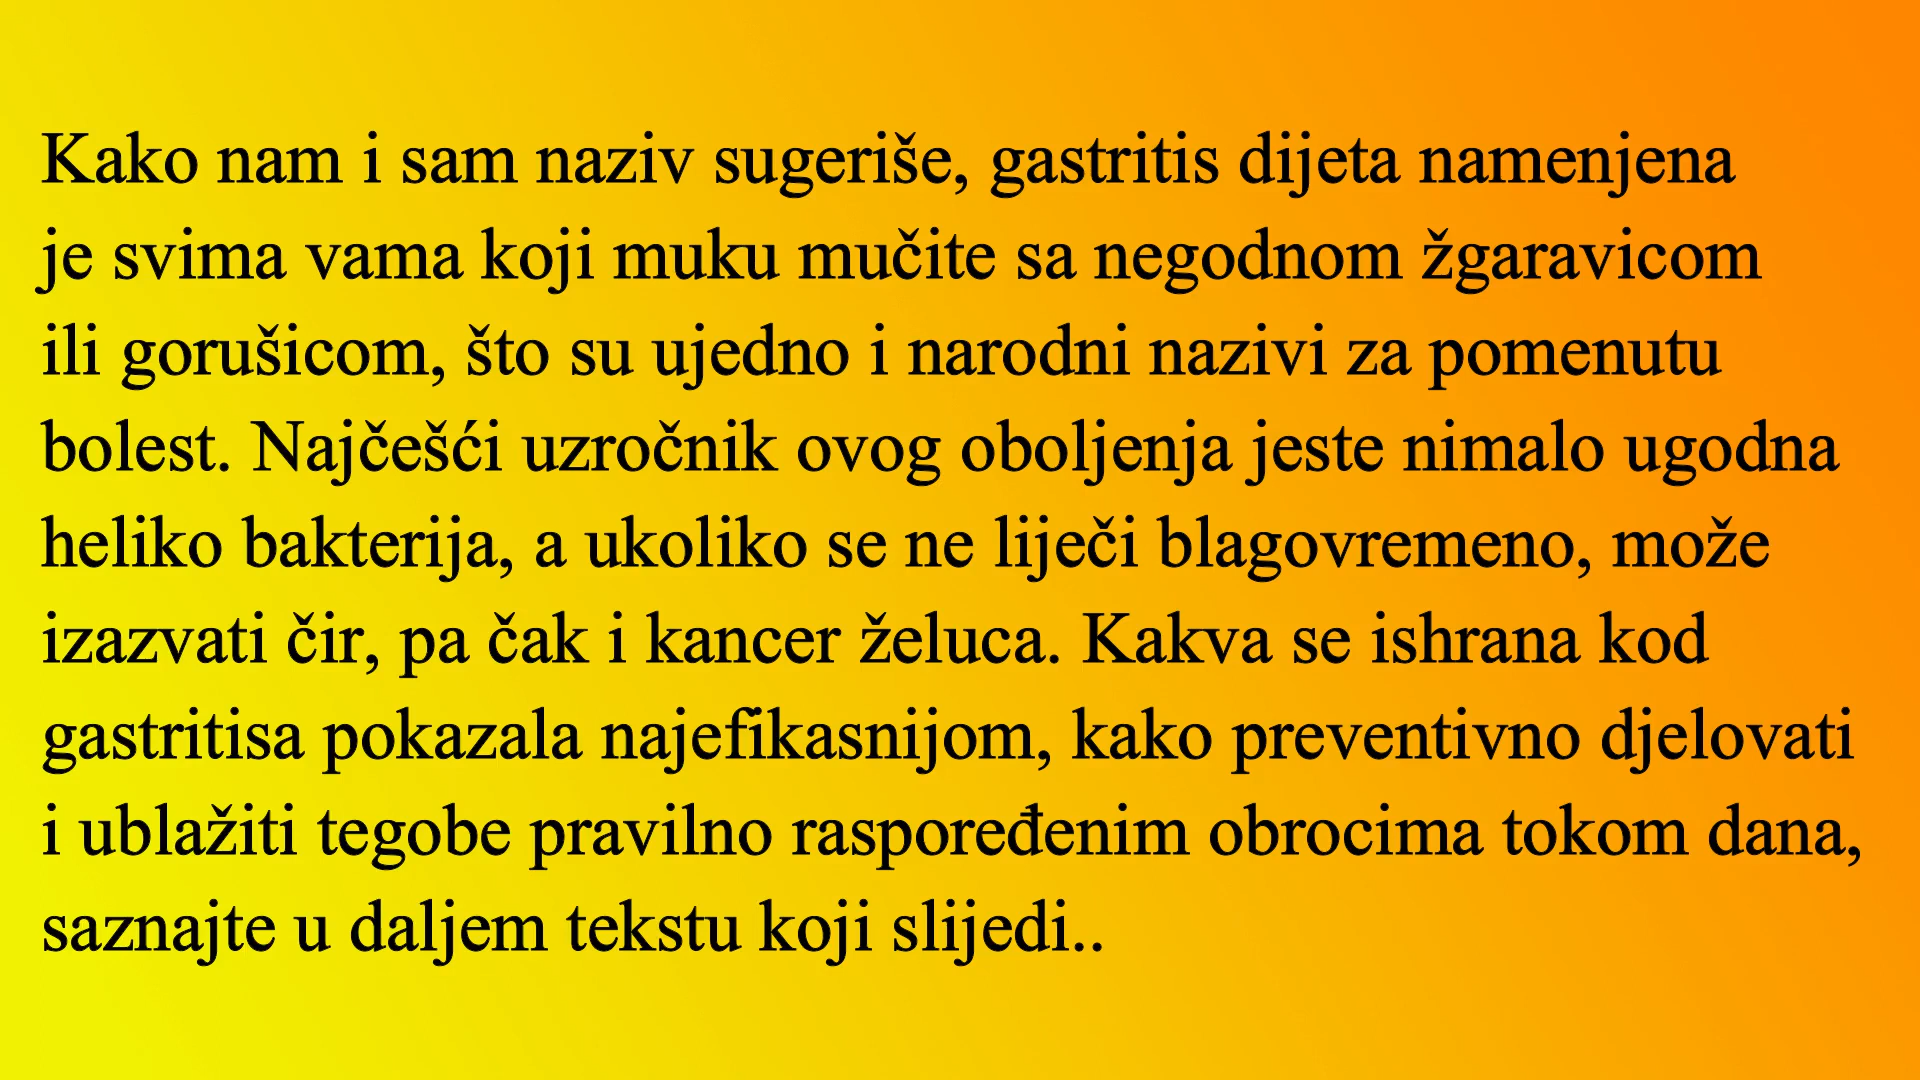 Kako nam i sam naziv sugeriše, gastritis dijeta namenjena
je svima vama koji muku mučite sa negodnom žgaravicom
ili gorušicom, što su ujedno i narodni nazivi za pomenutu
bolest. Najčešći uzročnik ovog oboljenja jeste nimalo ugodna
heliko bakterija, a ukoliko se ne liječi blagovremeno, može
izazvati čir, pa čak i kancer želuca. Kakva se ishrana kod
gastritisa pokazala najefikasnijom, kako preventivno djelovati
i ublažiti tegobe pravilno raspoređenim obrocima tokom dana,
saznajte u daljem tekstu koji slijedi..